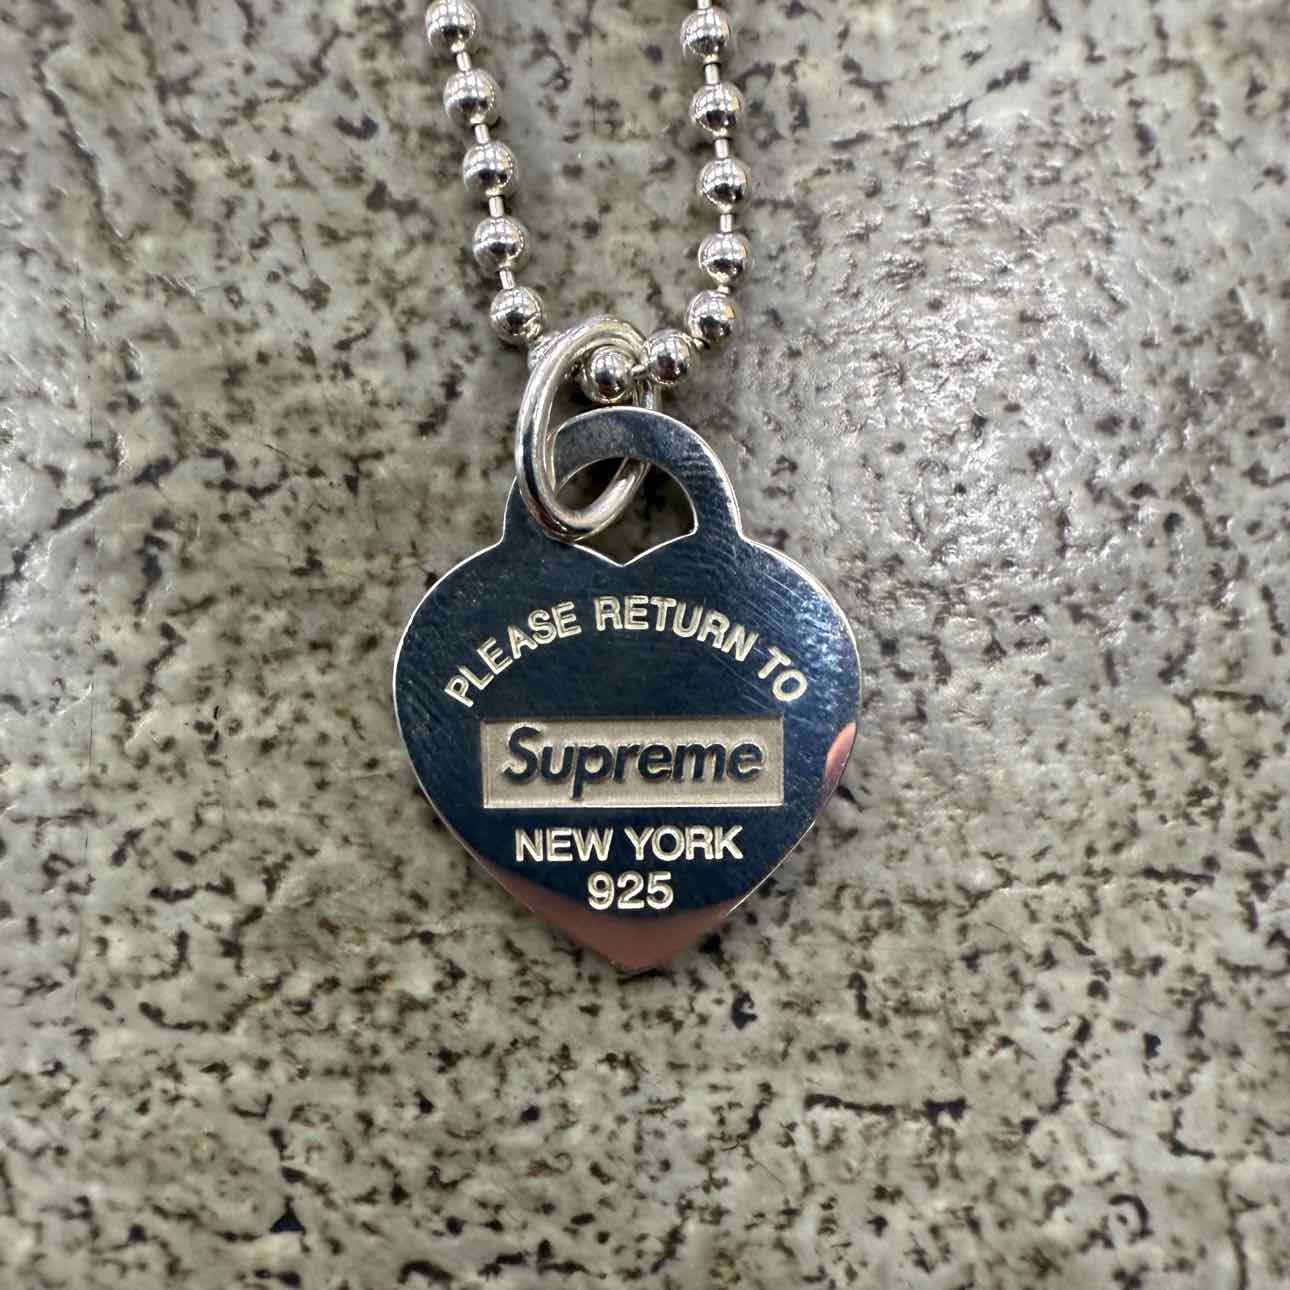 PLEASE RETURN TO
Supreme
NEW YORK
925